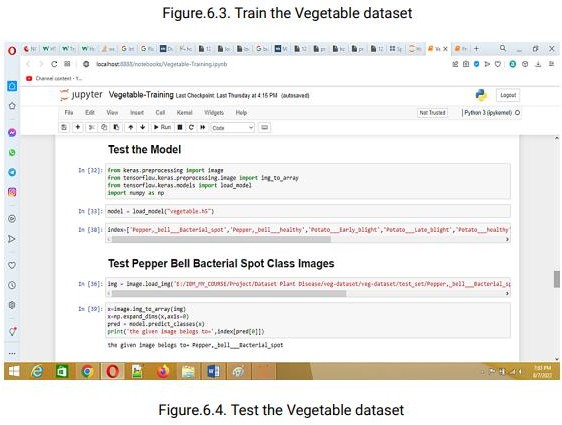 Figure.6.3. Train the Vegetable dataset
localhost:8888/notebooks/Vegetable-Training.ipynb
Channel content - Y...
jupyter Vegetable-Training Last Checkpoint: Last Thursday at 4:15 PM (autosaved)
Logout
File Edit View Insert Cell Kernel Widgets Help
Not Trusted
Python 3 (ipykernel)
Run
Code
Test the Model
In [32]: from keras.preprocessing import image
from tensorflow.keras.preprocessing.image import img_to_array
from tensorflow.keras.models import load_model
import numpy as np
In [33]: model = load_model("vegetable.h5")
In [38]: index=['Pepper,_bell___Bacterial_spot','Pepper,_bell___healthy','Potato___Early_blight','Potato___Late_blight','Potato___healthy'
Test Pepper Bell Bacterial Spot Class Images
In [36]: img = image.load_img('E:/IBM_MY_COURSE/Project/Dataset Plant Disease/veg-dataset/veg-dataset/test_set/Pepper,_bell___Bacterial_s
In [39]: x=image.img_to_array(img)
x=np.expand_dims(x,axis=0)
pred = model.predict_classes(x)
print('the given image belogs to=',index[pred[0]])
the given image belogs to= Pepper,_bell___Bacterial_spot
Figure.6.4. Test the Vegetable dataset